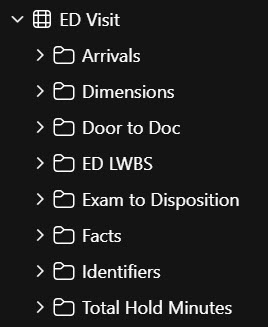 ED Visit
Arrivals
Dimensions
Door to Doc
ED LWBS
Exam to Disposition
Facts
Identifiers
Total Hold Minutes